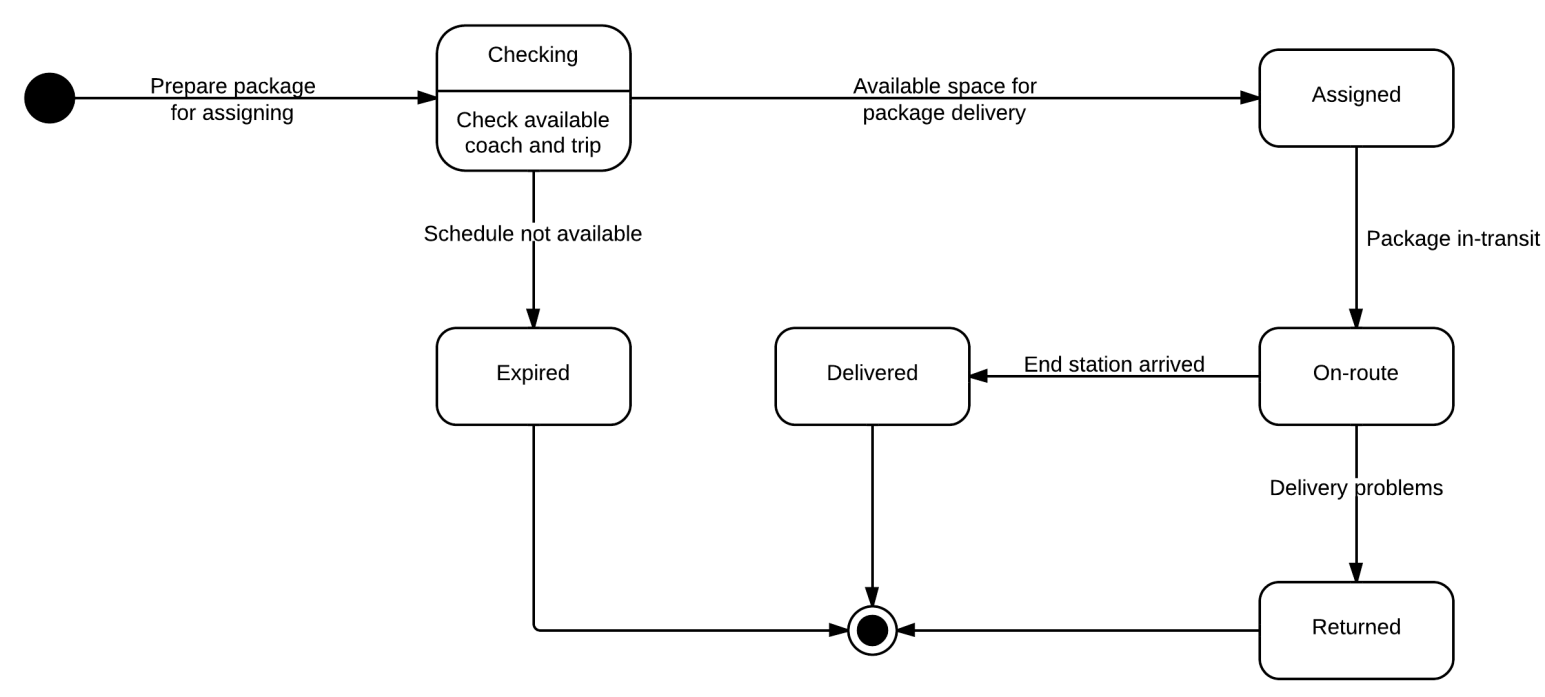 Checking
Prepare package
for assigning
Check available
coach and trip
Available space for
package delivery
Assigned
Schedule not available
Package in-transit
Expired
Delivered
End station arrived
On-route
Delivery problems
Returned